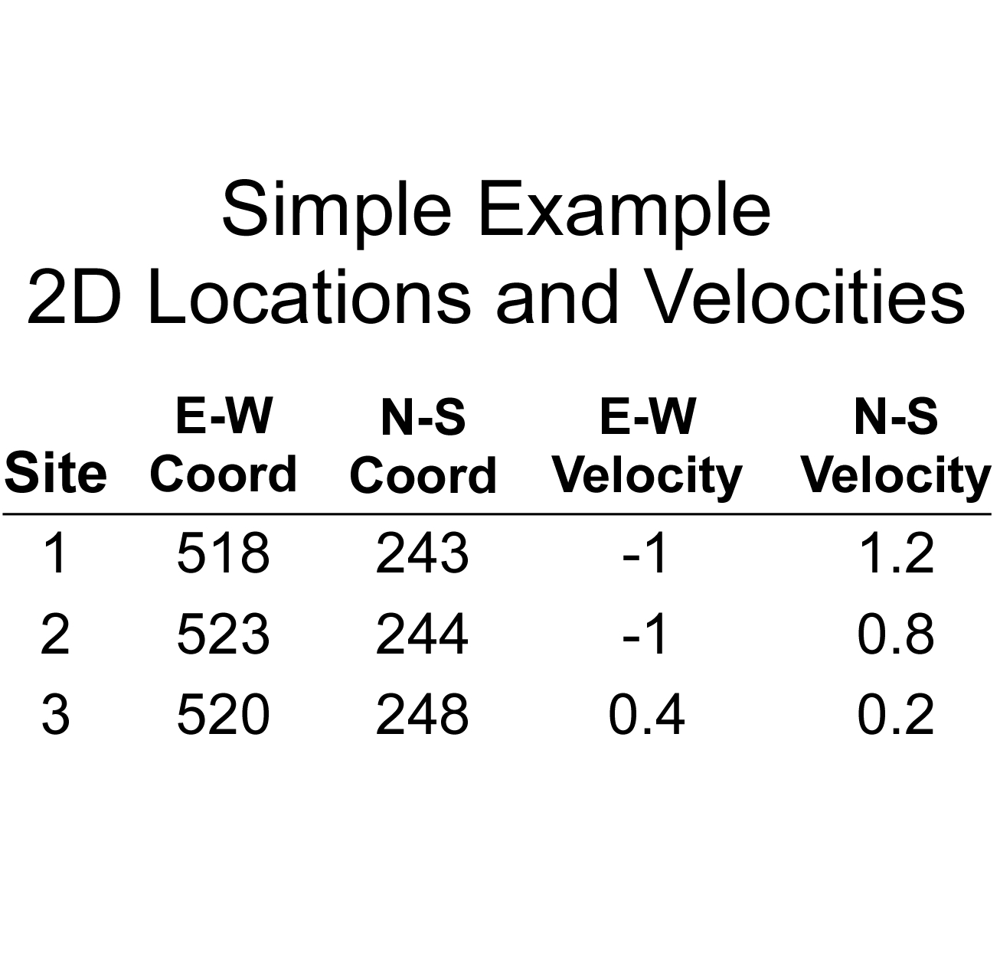 Simple Example
2D Locations and Velocities
Site E-W Coord N-S Coord E-W Velocity N-S Velocity
1 518 243 -1 1.2
2 523 244 -1 0.8
3 520 248 0.4 0.2